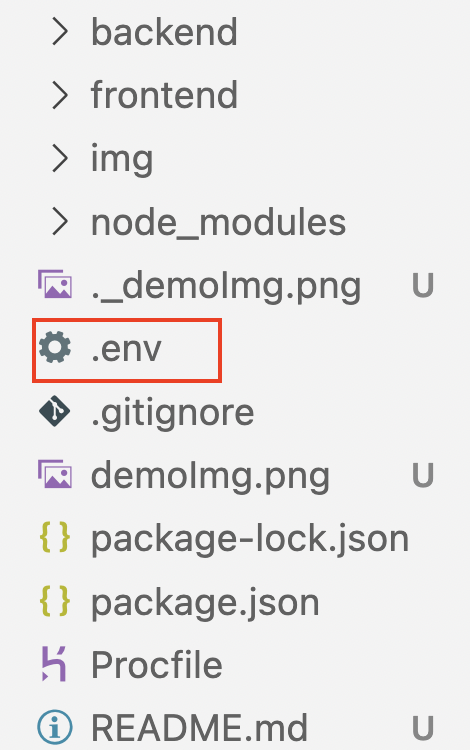 backend
frontend
img
node_modules
._demoImg.png U
.env
.gitignore
demoImg.png U
package-lock.json
package.json
Procfile
README.md U